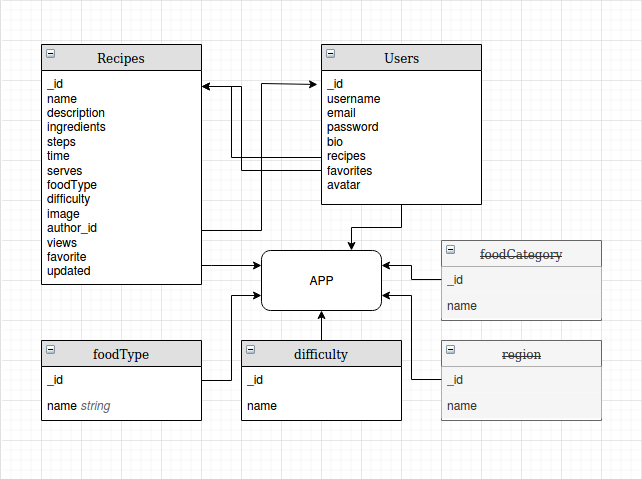 Recipes
_id
name
description
ingredients
steps
time
serves
foodType
difficulty
image
author_id
views
favorite
updated
Users
_id
username
email
password
bio
recipes
favorites
avatar
APP
foodCategory
_id
name
foodType
_id
name string
difficulty
_id
name
region
_id
name